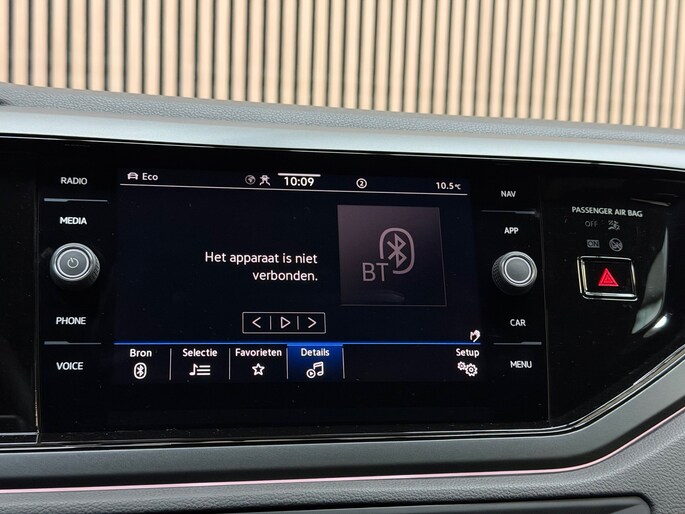 RADIO
MEDIA
PHONE
VOICE
Eco
10:09
2
10.5°C
Het apparaat is niet
verbonden.
BT
Bron
Selectie
Favorieten
Details
Setup
NAV
APP
CAR
MENU
PASSENGER AIR BAG
OFF
ON